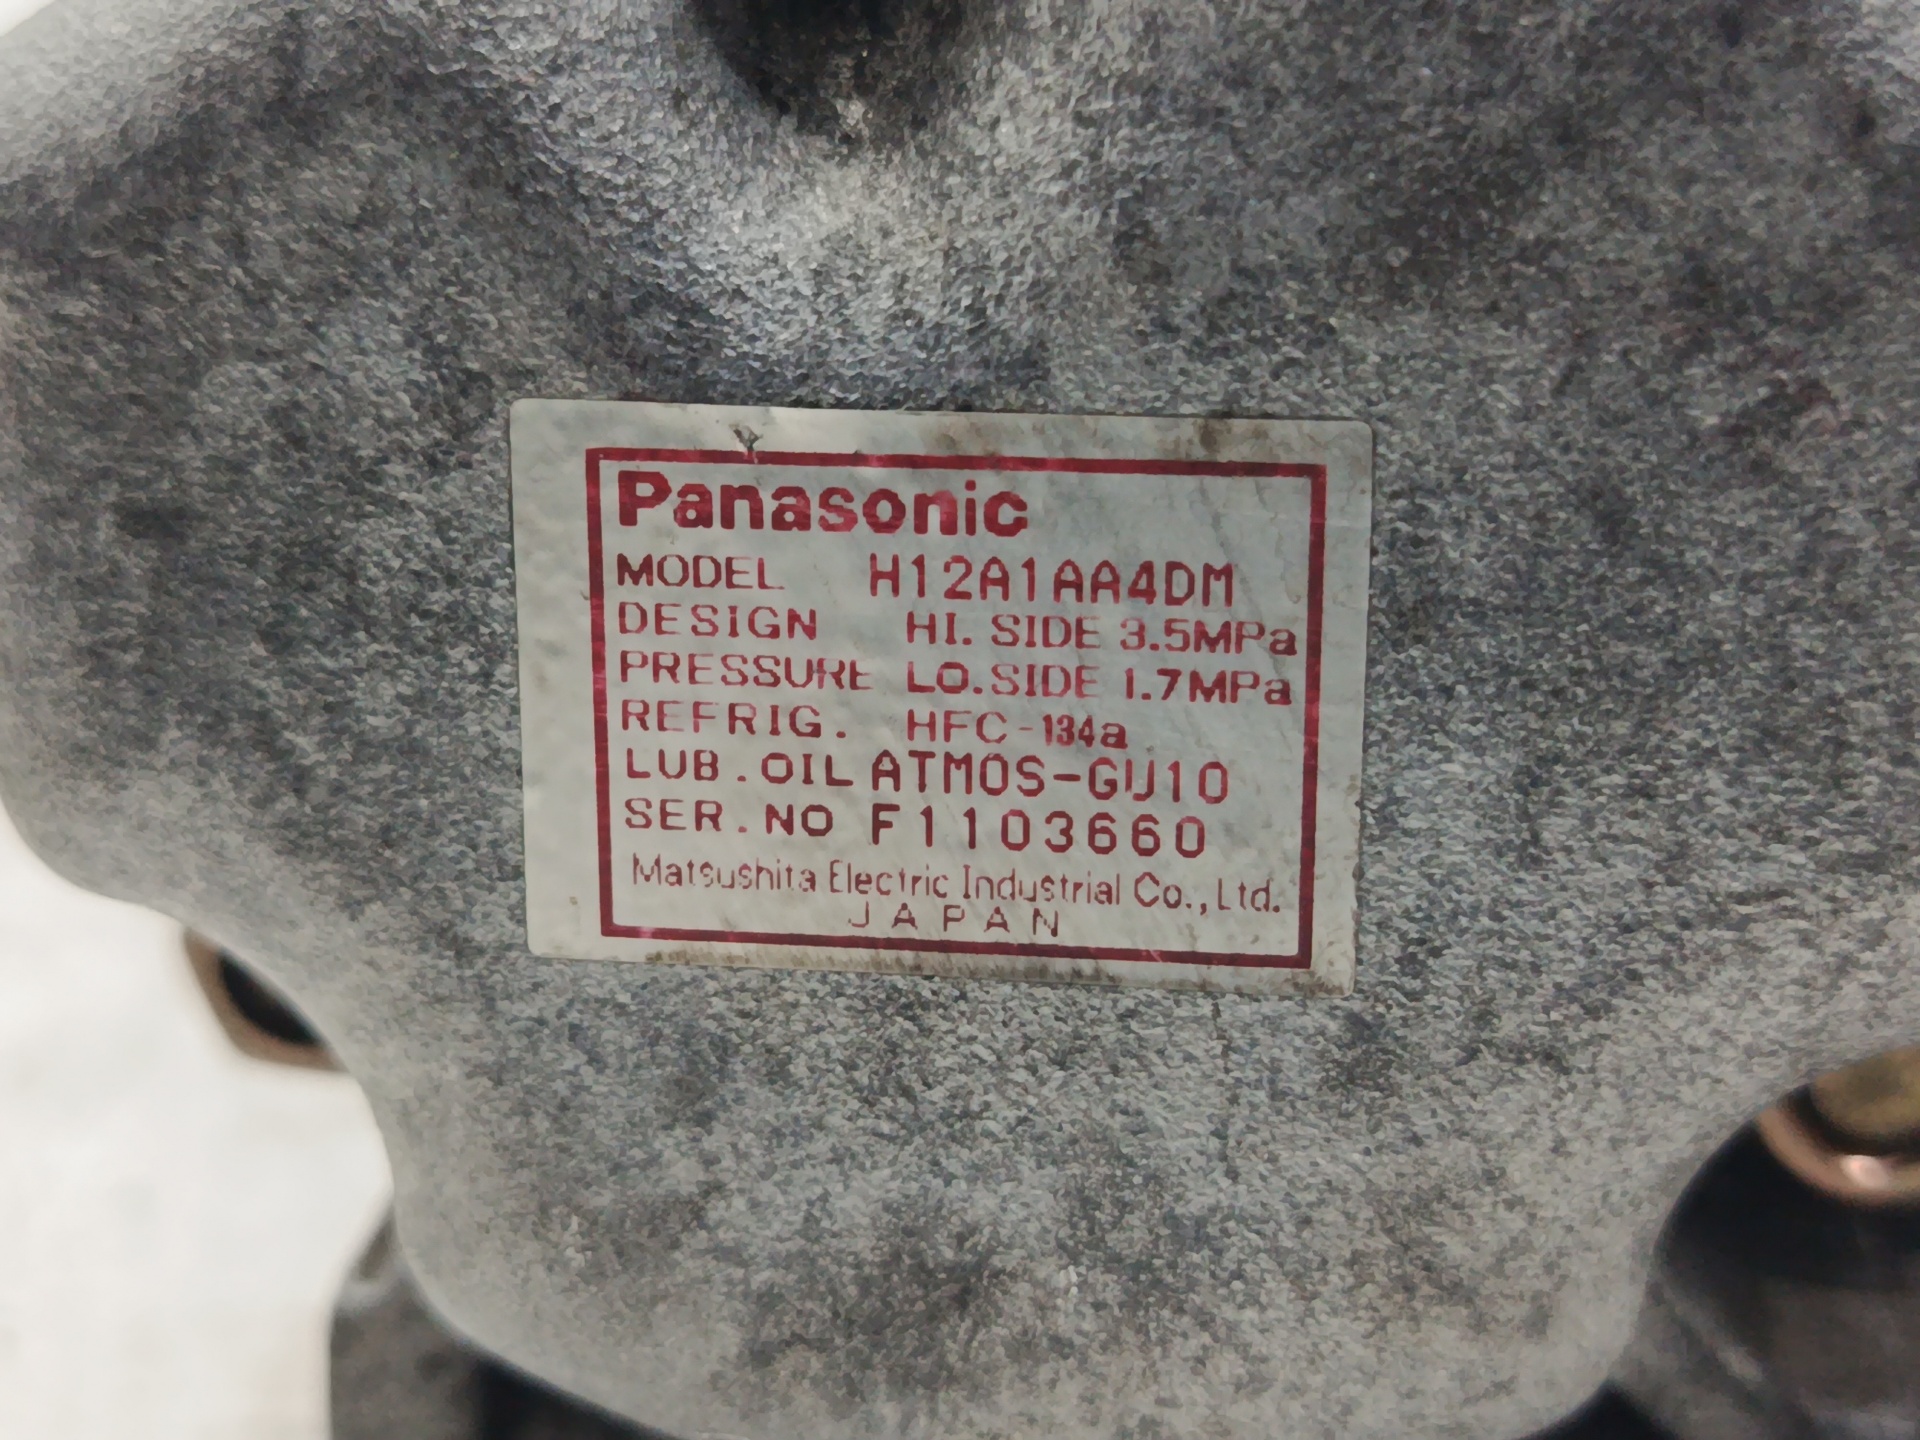 Panasonic
MODEL H12A1AA4DM
DESIGN HI. SIDE 3.5MPa
PRESSURE LO. SIDE 1.7MPa
REFRIG. HFC-134a
LUB. OIL ATMOS-GU10
SER. NO F1103660
Matsushita Electric Industrial Co., Ltd.
JAPAN